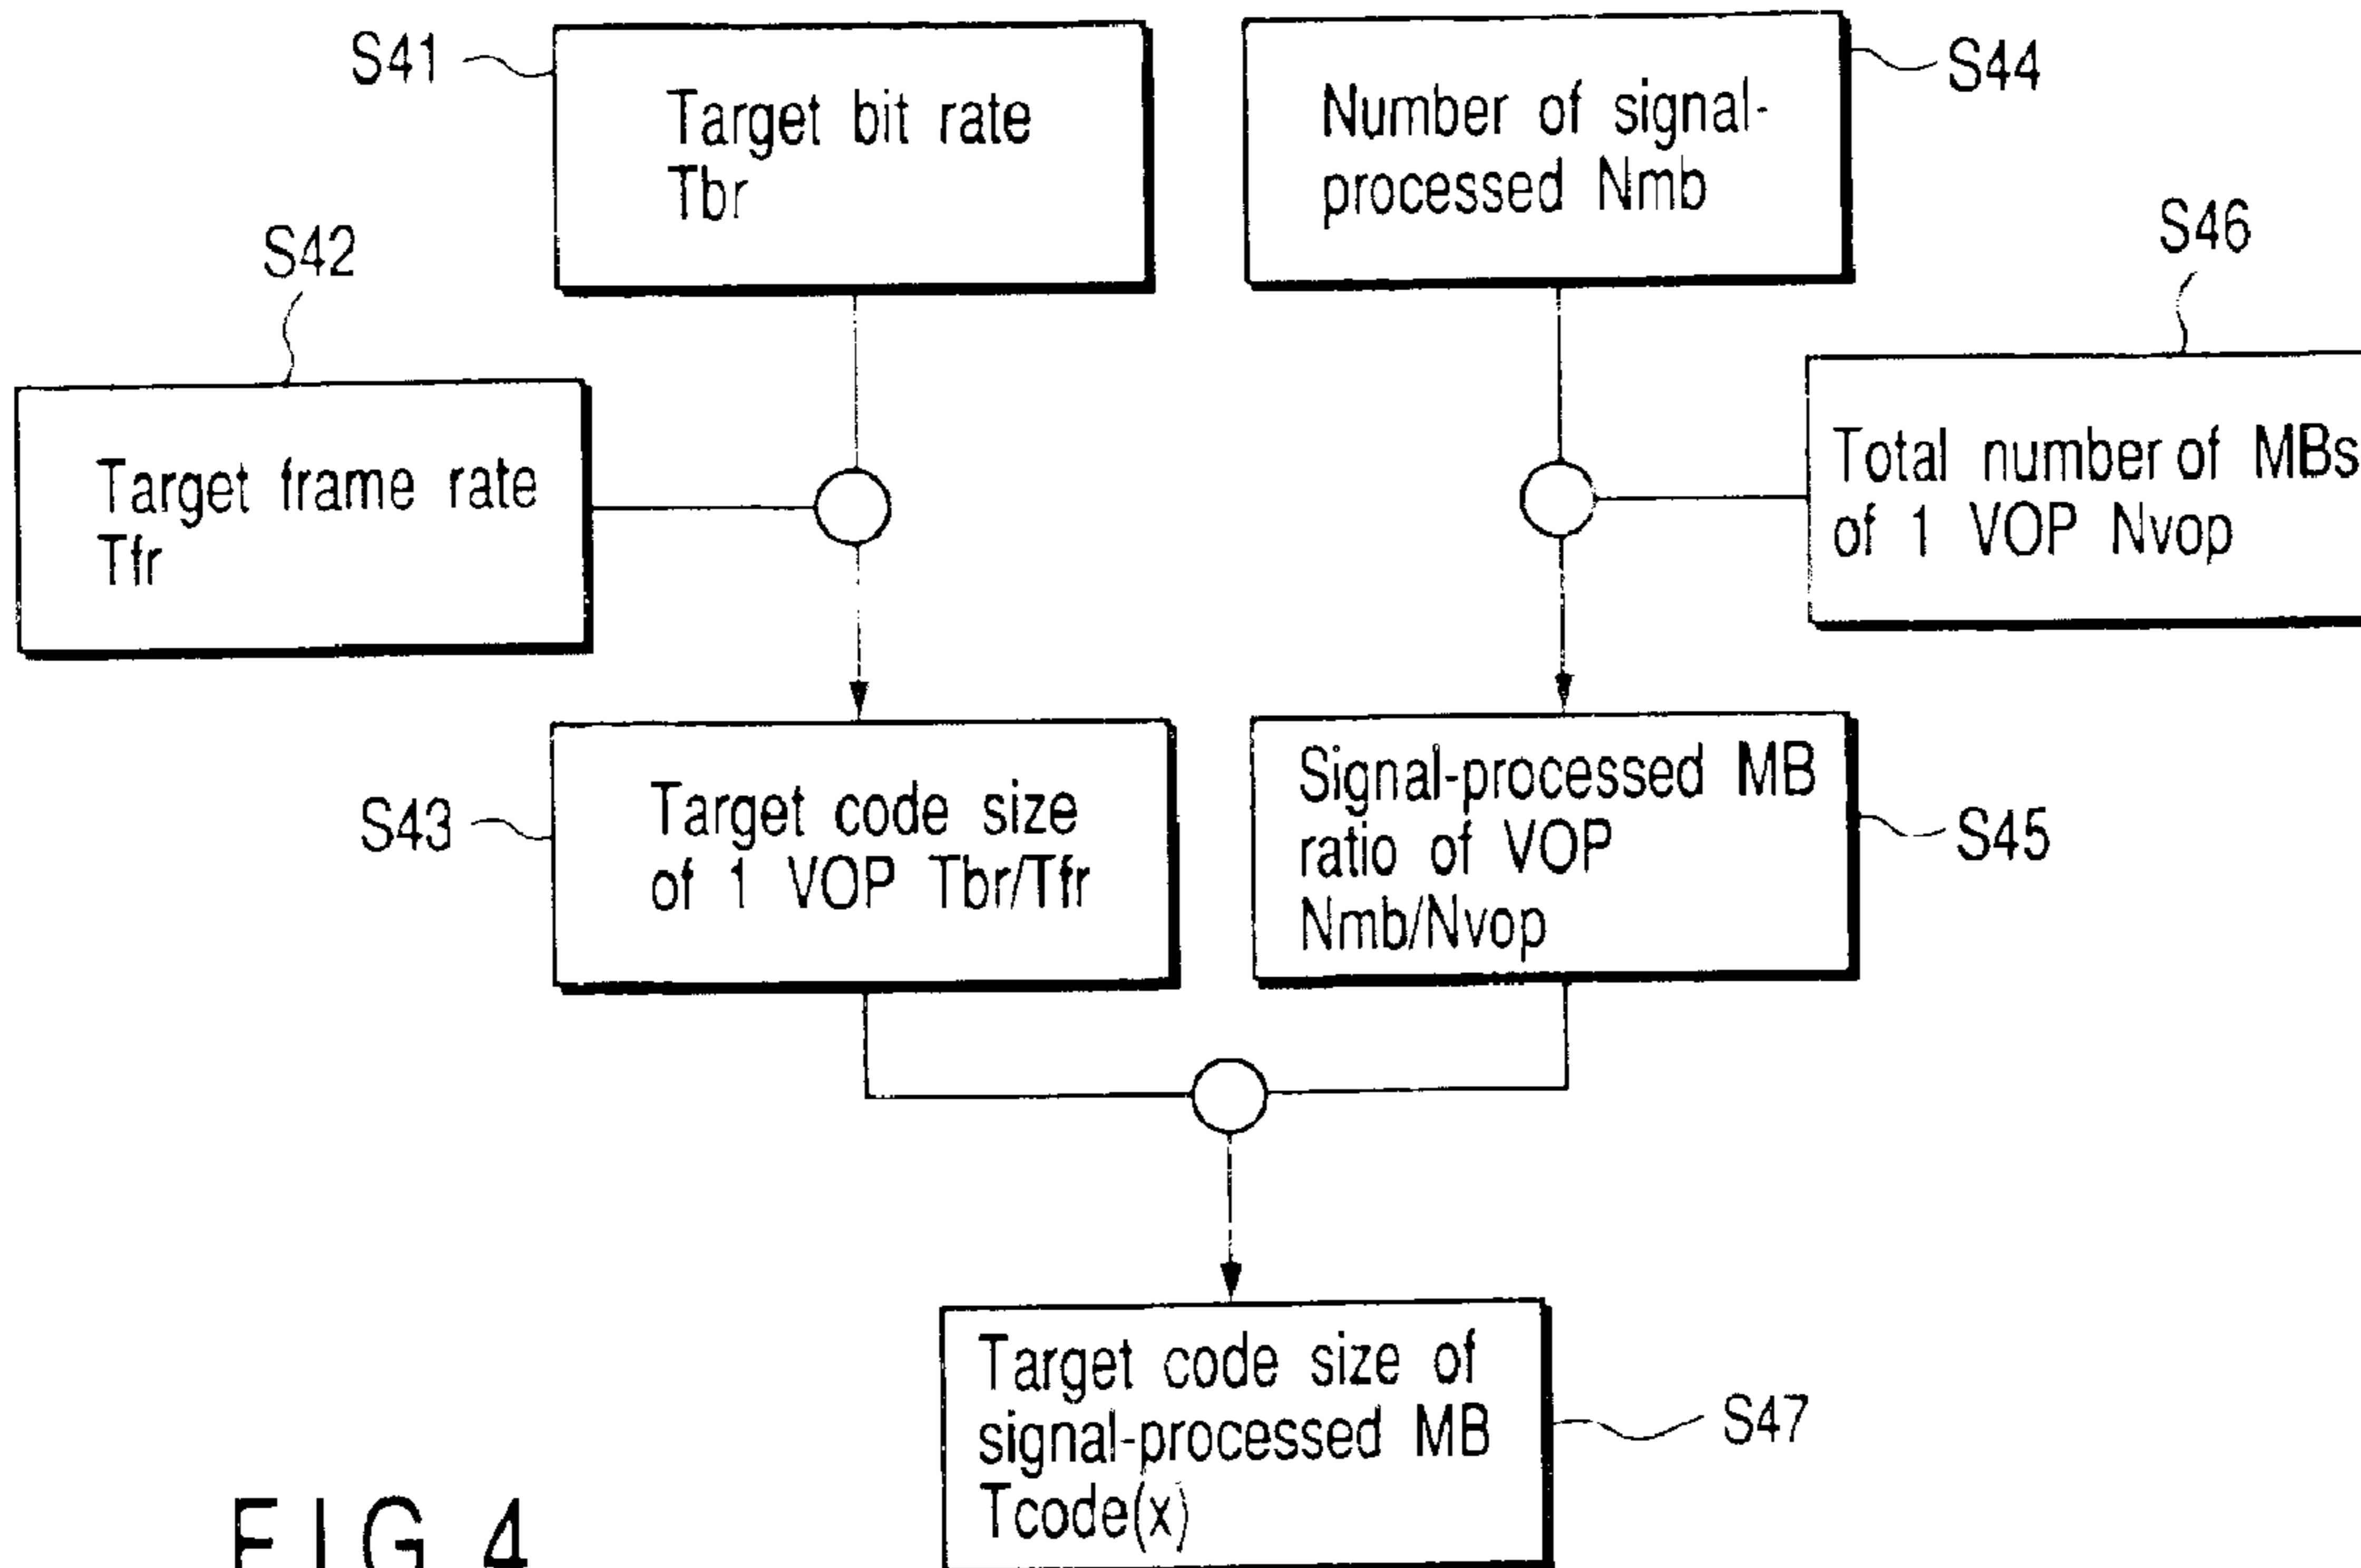 S41
Target bit rate
Tbr
Number of signal-
processed Nmb
S44
S42
S46
Target frame rate
Tfr
Total number of MBs
of 1 VOP Nvop
S43
Target code size
of 1 VOP Tbr/Tfr
Signal-processed MB
ratio of VOP
Nmb/Nvop
S45
Target code size of
signal-processed MB
Tcode(x)
S47
FIG. 4